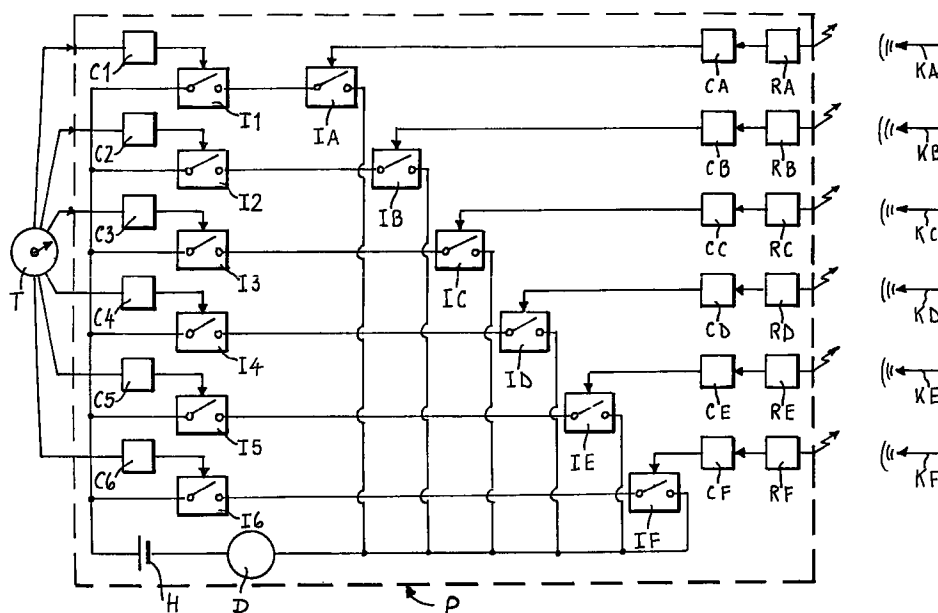 C1
I1
IA
CA
RA
KA
C2
I2
IB
CB
RB
KB
C3
I3
IC
CC
RC
KC
T
C4
I4
ID
CD
RD
KD
C5
I5
IE
CE
RE
KE
C6
I6
IF
CF
RF
KF
H
D
P